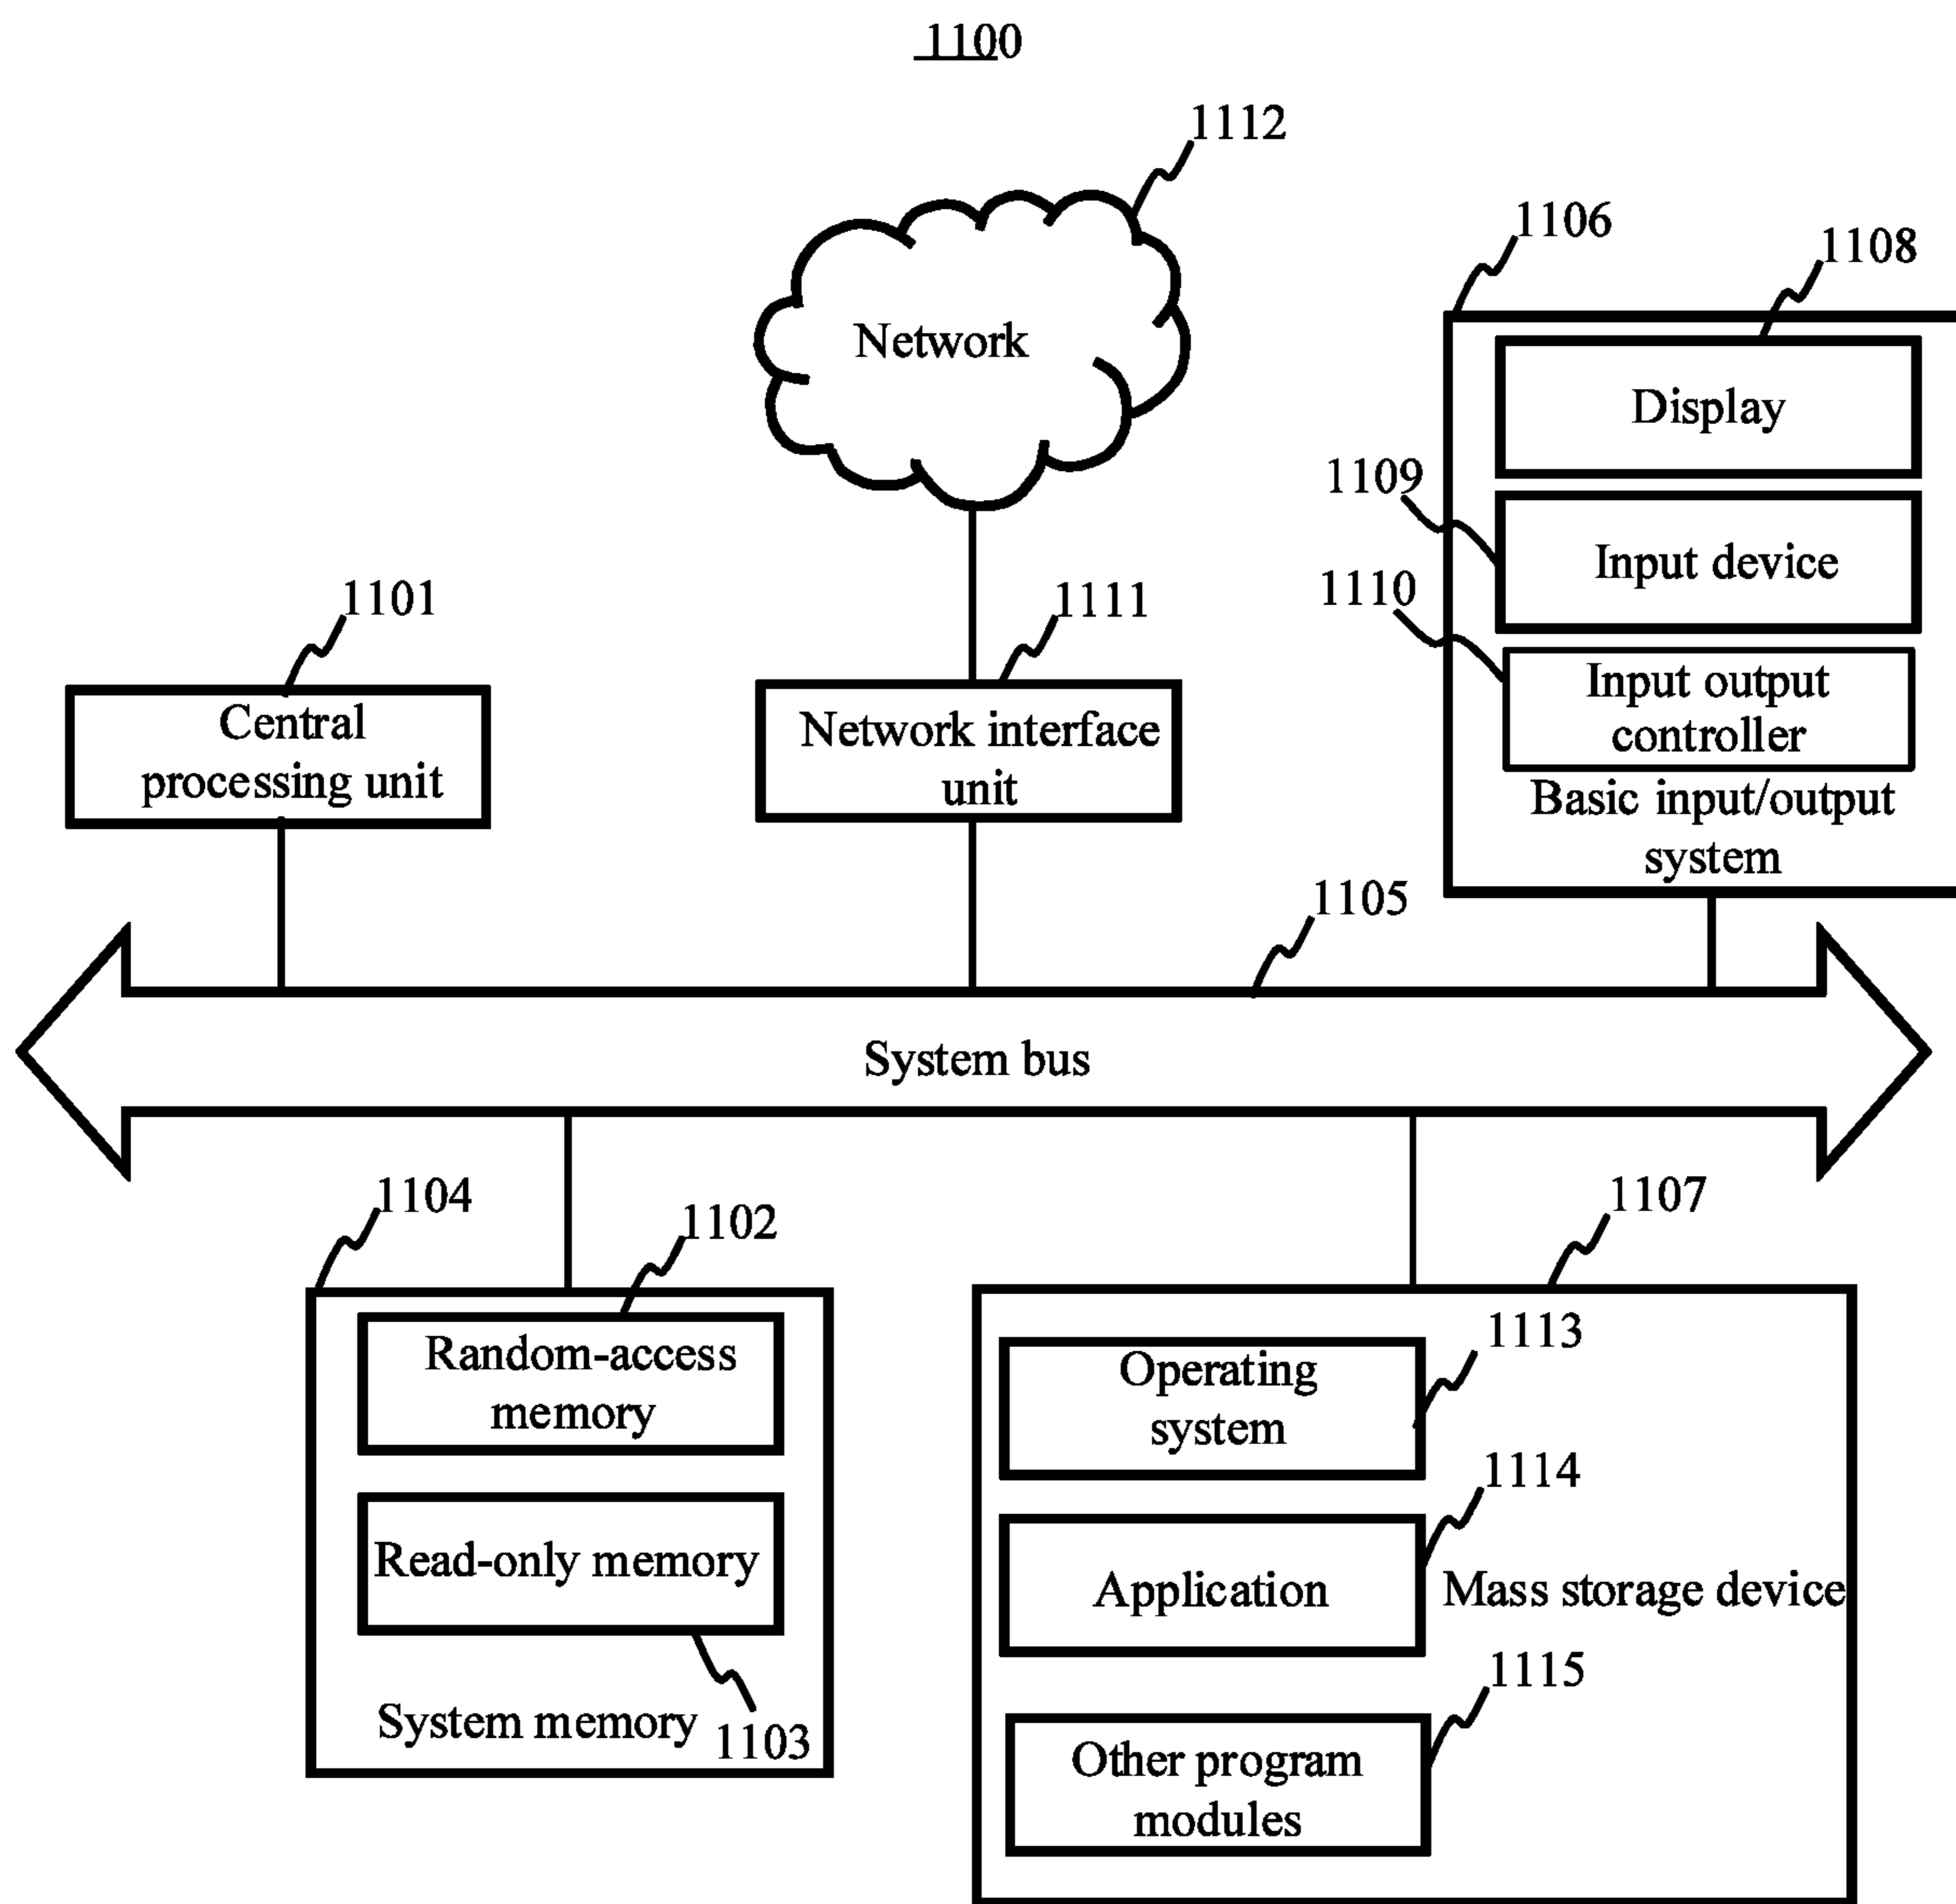 1100
1112
Network
1106
1108
Display
1109
Input device
1110
Input output
controller
Basic input/output
system
1101
Central
processing unit
1111
Network interface
unit
1105
System bus
1104
1102
Random-access
memory
Read-only memory
System memory
1103
1107
1113
Operating
system
1114
Application
Mass storage device
1115
Other program
modules